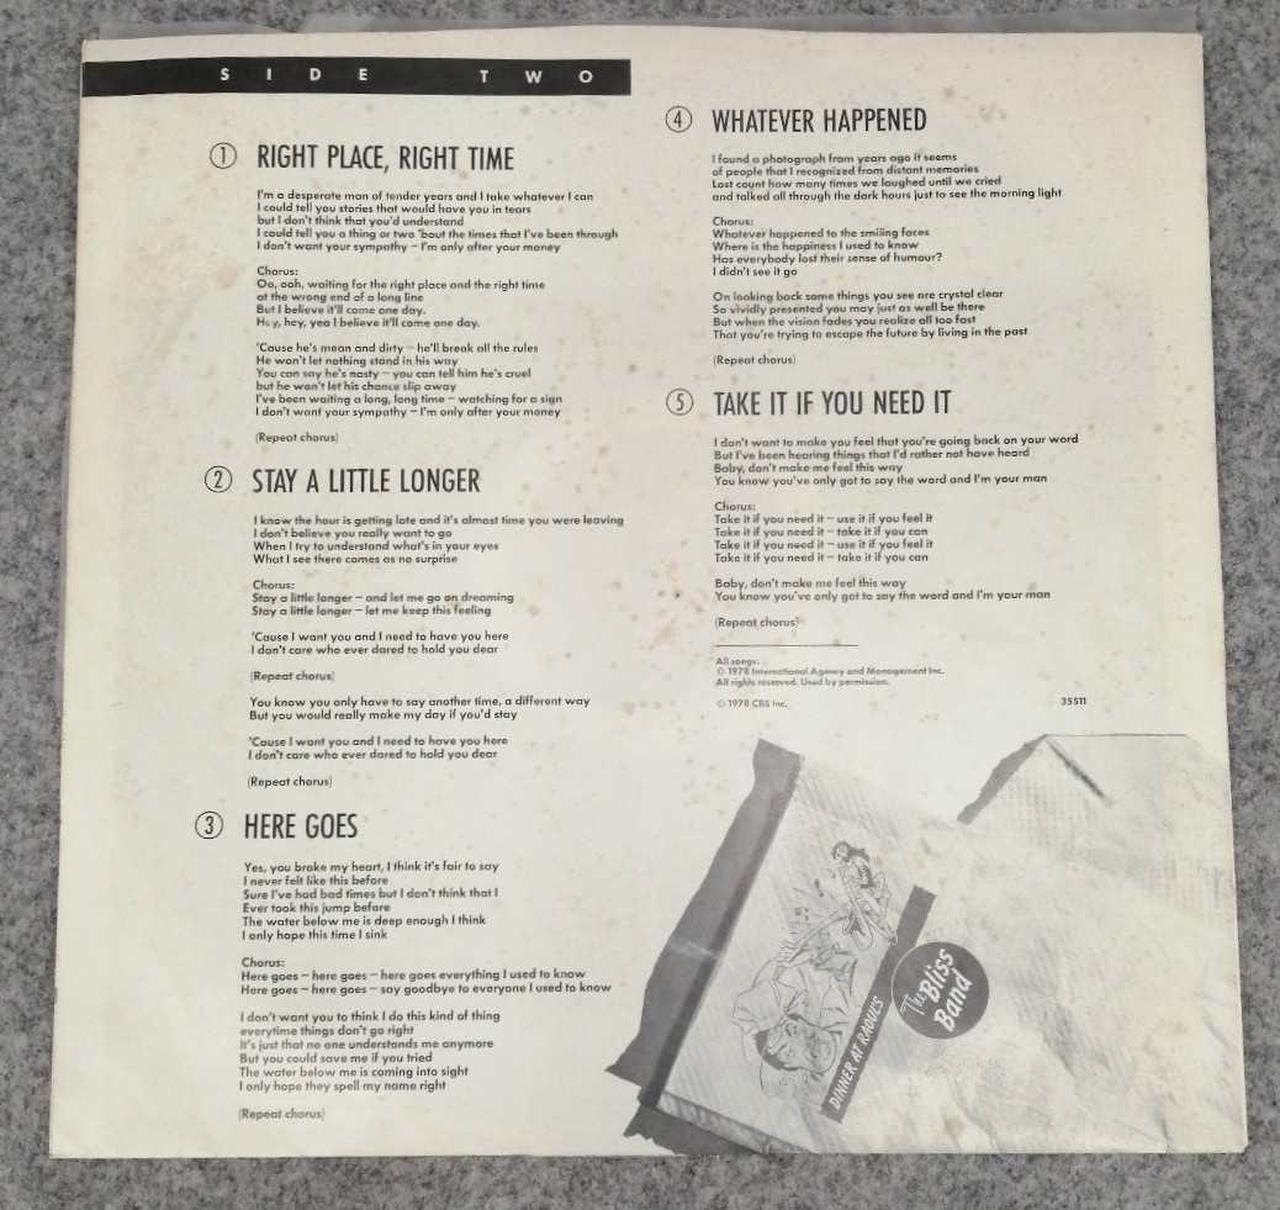 SIDE TWO
① RIGHT PLACE, RIGHT TIME
I'm a desperate man of tender years and I take whatever I can
I could tell you stories that would have you in tears
but I don't think that you'd understand
I could tell you a thing or two 'bout the times that I've been through
I don't want your sympathy – I'm only after your money
Chorus:
Oo, ooh, waiting for the right place and the right time
at the wrong end of a long line
But I believe it'll come one day.
Hey, hey, yea I believe it'll come one day.
'Cause he's mean and dirty – he'll break all the rules
He won't let nothing stand in his way
You can say he's nasty – you can tell him he's cruel
but he won't let his chance slip away
I've been waiting a long, long time – watching for a sign
I don't want your sympathy – I'm only after your money
(Repeat chorus)
② STAY A LITTLE LONGER
I know the hour is getting late and it's almost time you were leaving
I don't believe you really want to go
When I try to understand what's in your eyes
What I see there comes as no surprise
Chorus:
Stay a little longer – and let me go on dreaming
Stay a little longer – let me keep this feeling
'Cause I want you and I need to have you here
I don't care who ever dared to hold you dear
(Repeat chorus)
You know you only have to say another time, a different way
But you would really make my day if you'd stay
'Cause I want you and I need to have you here
I don't care who ever dared to hold you dear
(Repeat chorus)
③ HERE GOES
Yes, you broke my heart, I think it's fair to say
I never felt like this before
Sure I've had bad times but I don't think that I
Ever took this jump before
The water below me is deep enough I think
I only hope this time I sink
Chorus:
Here goes – here goes – here goes everything I used to know
Here goes – here goes – say goodbye to everyone I used to know
I don't want you to think I do this kind of thing
everytime things don't go right
It's just that no one understands me anymore
But you could save me if you tried
The water below me is coming into sight
I only hope they spell my name right
(Repeat chorus)
④ WHATEVER HAPPENED
I found a photograph from years ago it seems
of people that I recognized from distant memories
Lost count how many times we laughed until we cried
and talked all through the dark hours just to see the morning light
Chorus:
Whatever happened to the smiling faces
Where is the happiness I used to know
Has everybody lost their sense of humour?
I didn't see it go
On looking back some things you see are crystal clear
So vividly presented you may just as well be there
But when the vision fades you realize all too fast
That you're trying to escape the future by living in the past
(Repeat chorus)
⑤ TAKE IT IF YOU NEED IT
I don't want to make you feel that you're going back on your word
But I've been hearing things that I'd rather not have heard
Baby, don't make me feel this way
You know you've only got to say the word and I'm your man
Chorus:
Take it if you need it – use it if you feel it
Take it if you need it – take it if you can
Take it if you need it – use it if you feel it
Take it if you need it – take it if you can
Baby, don't make me feel this way
You know you've only got to say the word and I'm your man
(Repeat chorus)
All songs:
© 1978 International Agency and Management Inc.
All rights reserved. Used by permission.
© 1978 CBS Inc. 35511
The Bliss Band
DINNER AT RAOUL'S